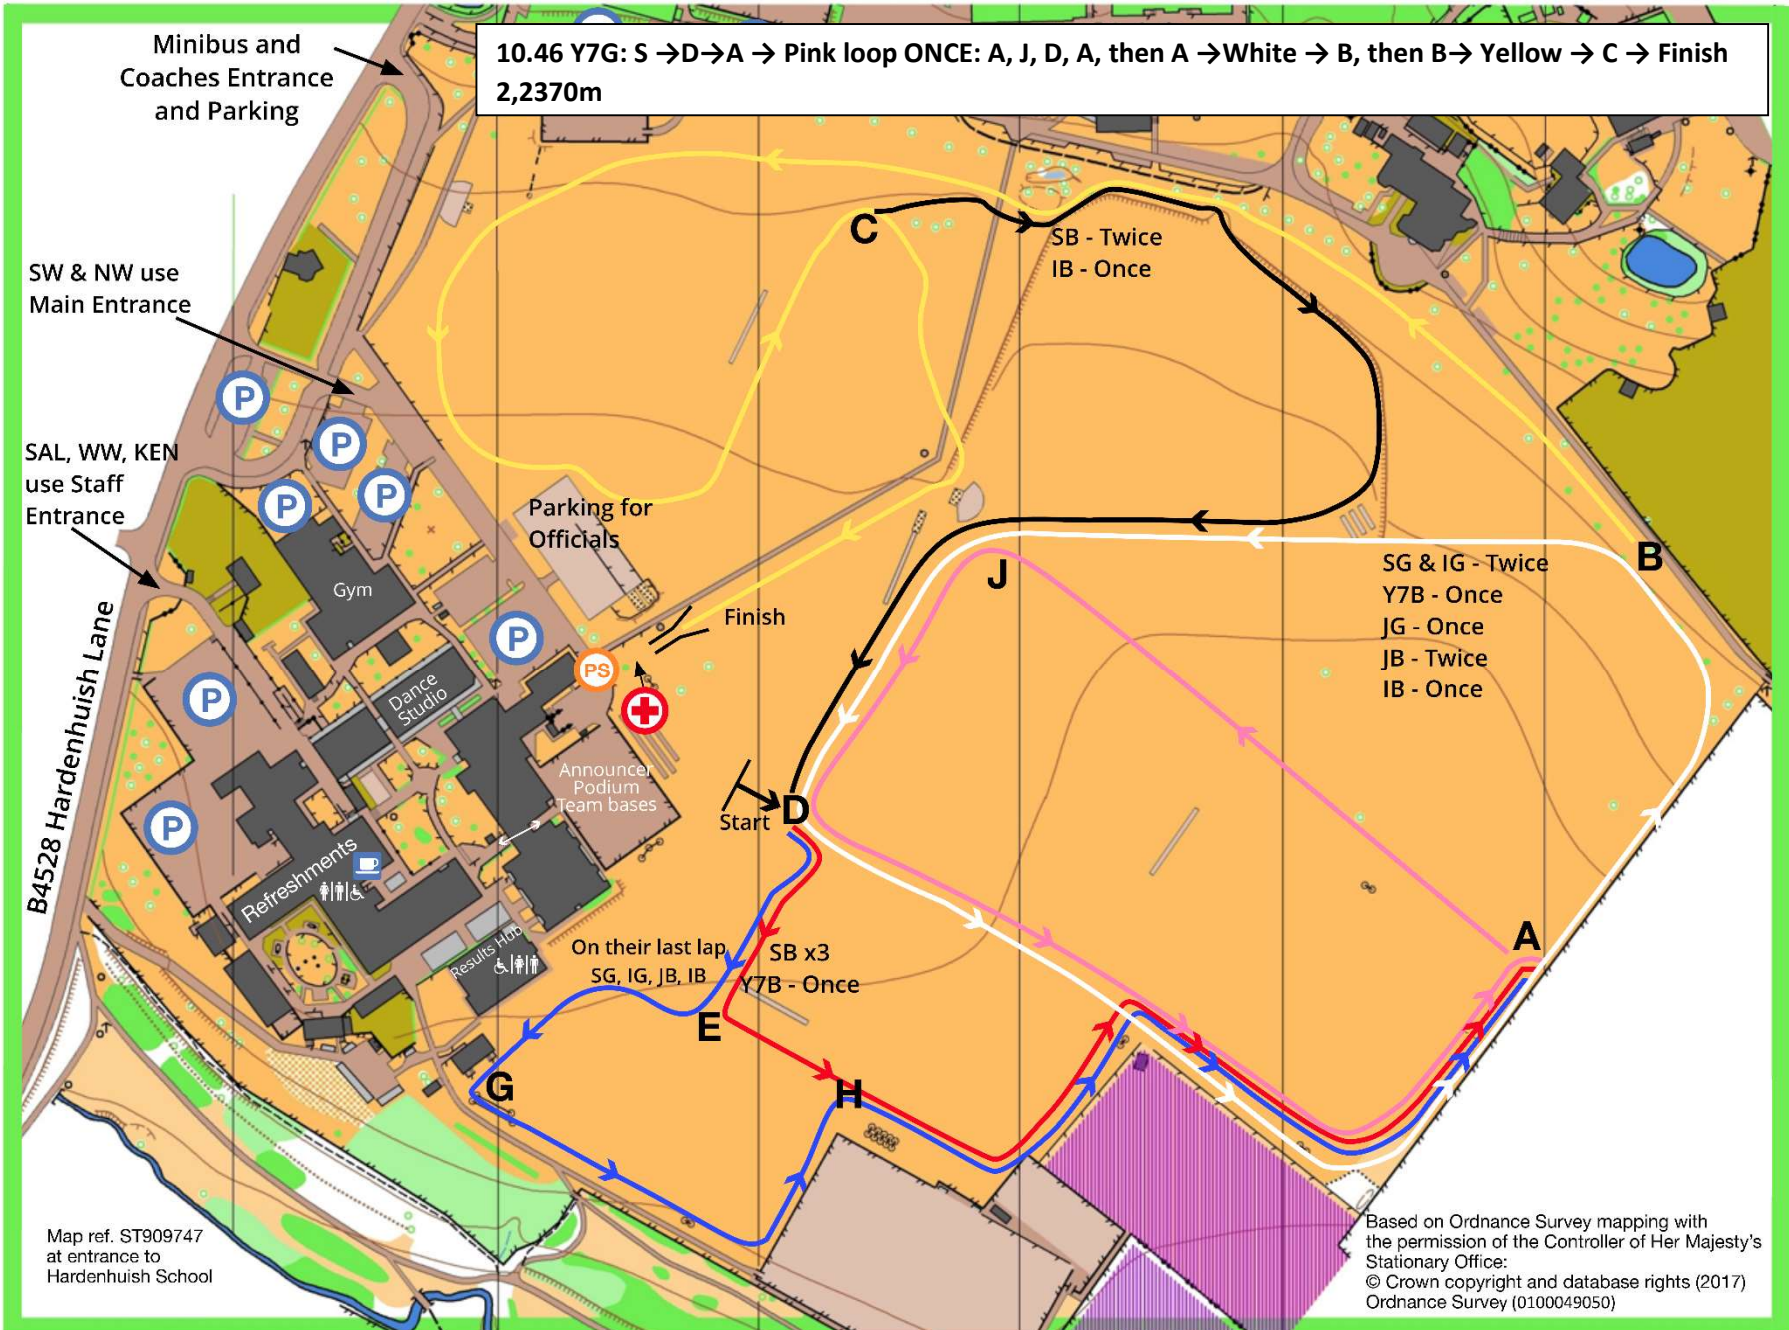 10.46 Y7G: S →D→A → Pink loop ONCE: A, J, D, A, then A →White → B, then B→ Yellow → C → Finish
2,2370m
Minibus and
Coaches Entrance
and Parking
SW & NW use
Main Entrance
SAL, WW, KEN
use Staff
Entrance
B4528 Hardenhuish Lane
P
P
P
P
P
P
P
C
SB - Twice
IB - Once
Parking for
Officials
Gym
Dance
Studio
Finish
PS
J
B
SG & IG - Twice
Y7B - Once
JG - Once
JB - Twice
IB - Once
Announcer
Podium
Team bases
Start
D
Refreshments
Results Hub
On their last lap
SG, IG, JB, IB
SB x3
Y7B - Once
A
E
G
H
Map ref. ST909747
at entrance to
Hardenhuish School
Based on Ordnance Survey mapping with
the permission of the Controller of Her Majesty's
Stationary Office:
© Crown copyright and database rights (2017)
Ordnance Survey (0100049050)